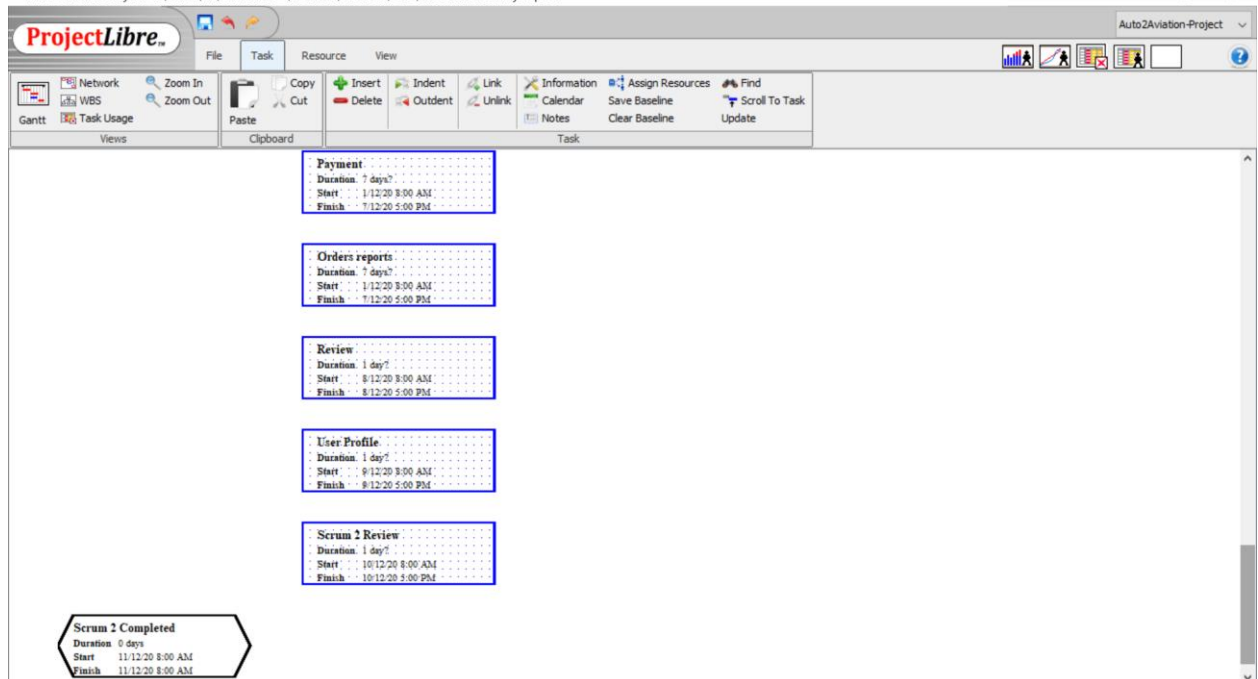 ProjectLibre™
Auto2Aviation-Project
File Task Resource View
Gantt
Network
WBS
Task Usage
Zoom In
Zoom Out
Views
Paste
Copy
Cut
Clipboard
Insert
Delete
Indent
Outdent
Link
Unlink
Information
Calendar
Notes
Assign Resources
Save Baseline
Clear Baseline
Find
Scroll To Task
Update
Task
Payment
Duration 7 days?
Start 1/12/20 8:00 AM
Finish 7/12/20 5:00 PM
Orders reports
Duration 7 days?
Start 1/12/20 8:00 AM
Finish 7/12/20 5:00 PM
Review
Duration 1 day?
Start 8/12/20 8:00 AM
Finish 8/12/20 5:00 PM
User Profile
Duration 1 day?
Start 9/12/20 8:00 AM
Finish 9/12/20 5:00 PM
Scrum 2 Review
Duration 1 day?
Start 10/12/20 8:00 AM
Finish 10/12/20 5:00 PM
Scrum 2 Completed
Duration 0 days
Start 11/12/20 8:00 AM
Finish 11/12/20 8:00 AM